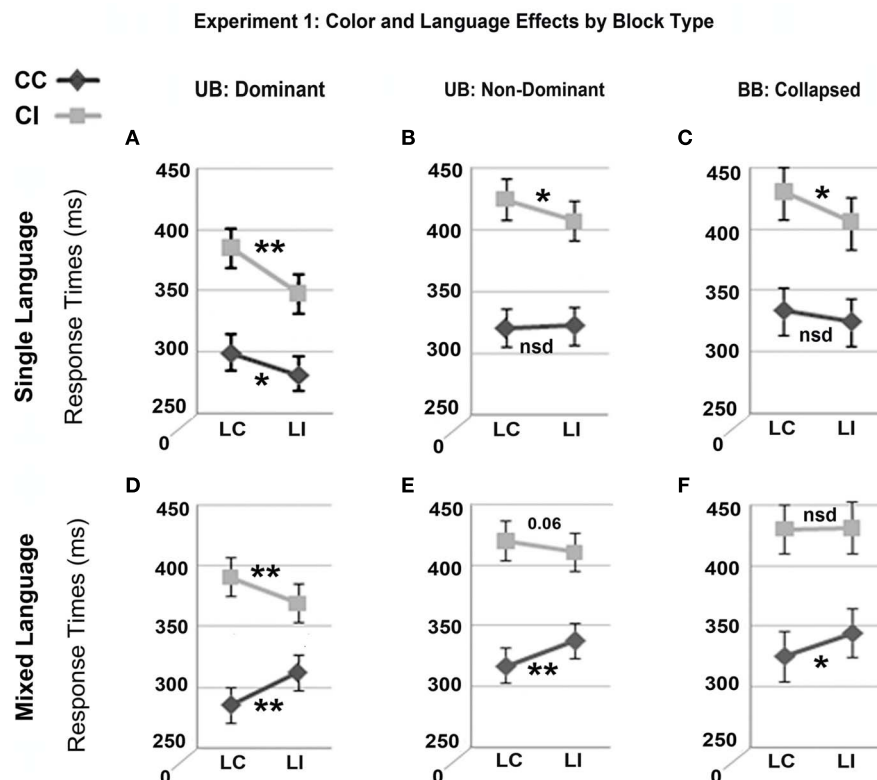 Experiment 1: Color and Language Effects by Block Type
CC
CI
UB: Dominant
UB: Non-Dominant
BB: Collapsed
Single Language
Response Times (ms)
A
450
400
350
300
250
0
**
*
LC LI
B
450
400
350
300
250
0
*
nsd
LC LI
C
450
400
350
300
250
0
*
nsd
LC LI
Mixed Language
Response Times (ms)
D
450
400
350
300
250
0
**
**
LC LI
E
450
400
350
300
250
0
0.06
**
LC LI
F
450
400
350
300
250
0
nsd
*
LC LI